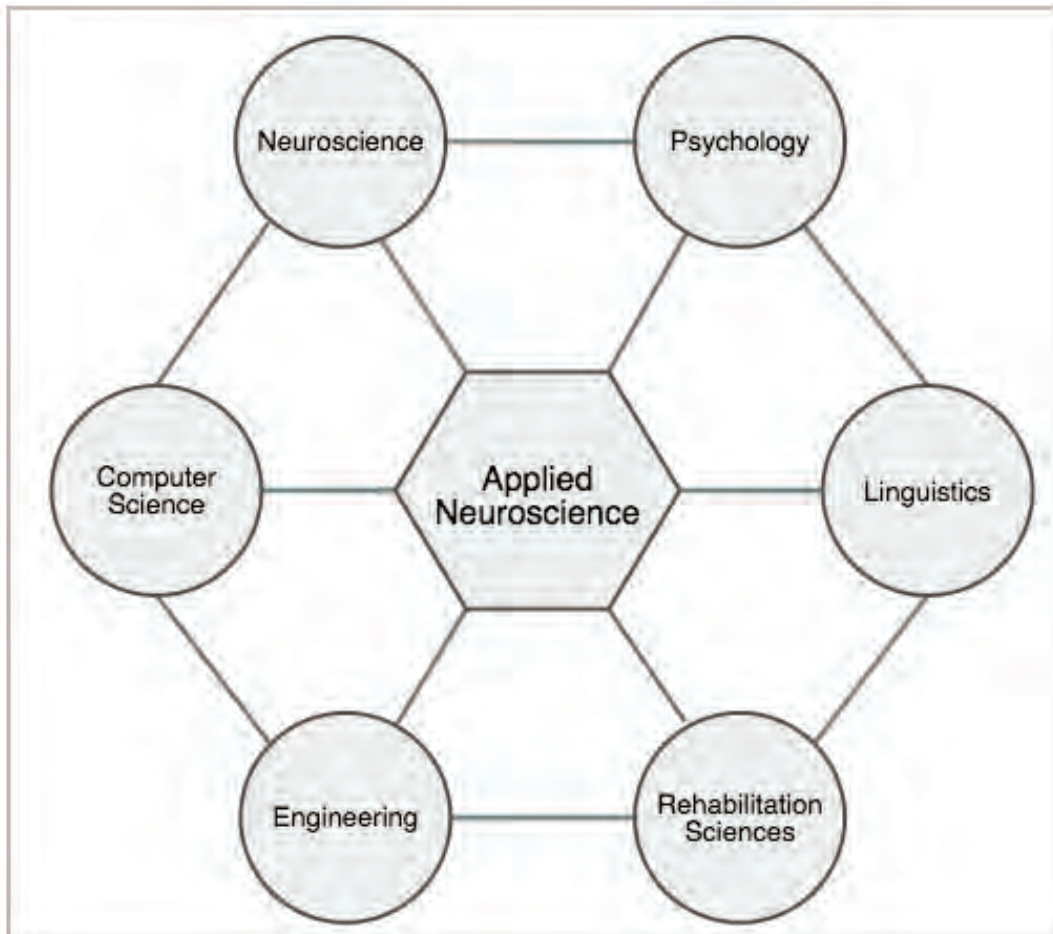 Neuroscience
Psychology
Computer
Science
Applied
Neuroscience
Linguistics
Engineering
Rehabilitation
Sciences